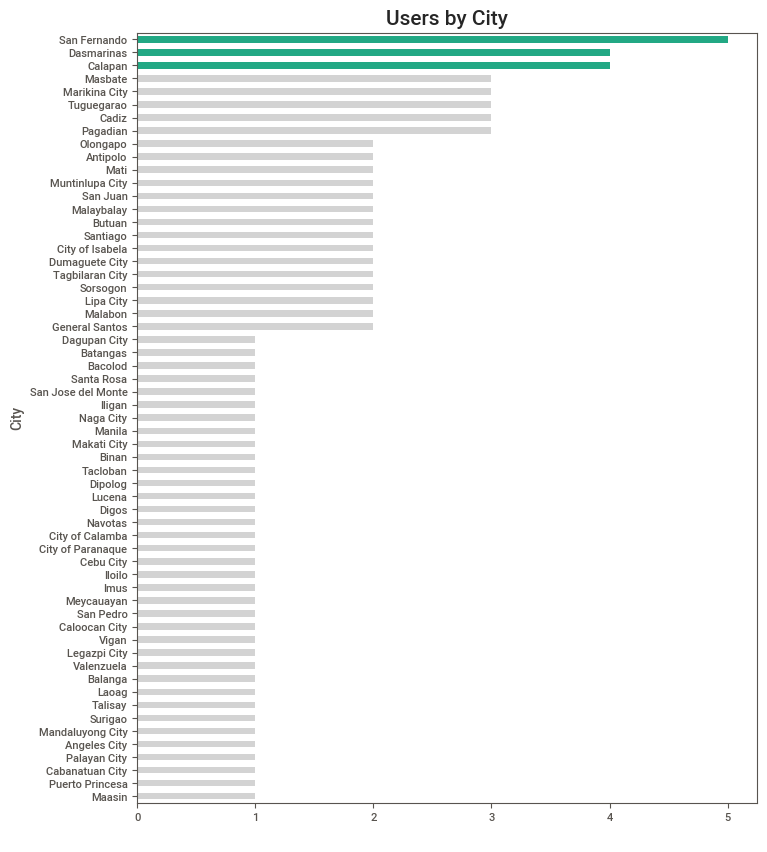 Users by City
San Fernando
Dasmarinas
Calapan
Masbate
Marikina City
Tuguegarao
Cadiz
Pagadian
Olongapo
Antipolo
Mati
Muntinlupa City
San Juan
Malaybalay
Butuan
Santiago
City of Isabela
Dumaguete City
Tagbilaran City
Sorsogon
Lipa City
Malabon
General Santos
Dagupan City
Batangas
Bacolod
Santa Rosa
San Jose del Monte
Iligan
Naga City
Manila
Makati City
Binan
Tacloban
Dipolog
Lucena
Digos
Navotas
City of Calamba
City of Paranaque
Cebu City
Iloilo
Imus
Meycauayan
San Pedro
Caloocan City
Vigan
Legazpi City
Valenzuela
Balanga
Laoag
Talisay
Surigao
Mandaluyong City
Angeles City
Palayan City
Cabanatuan City
Puerto Princesa
Maasin
City
0 1 2 3 4 5